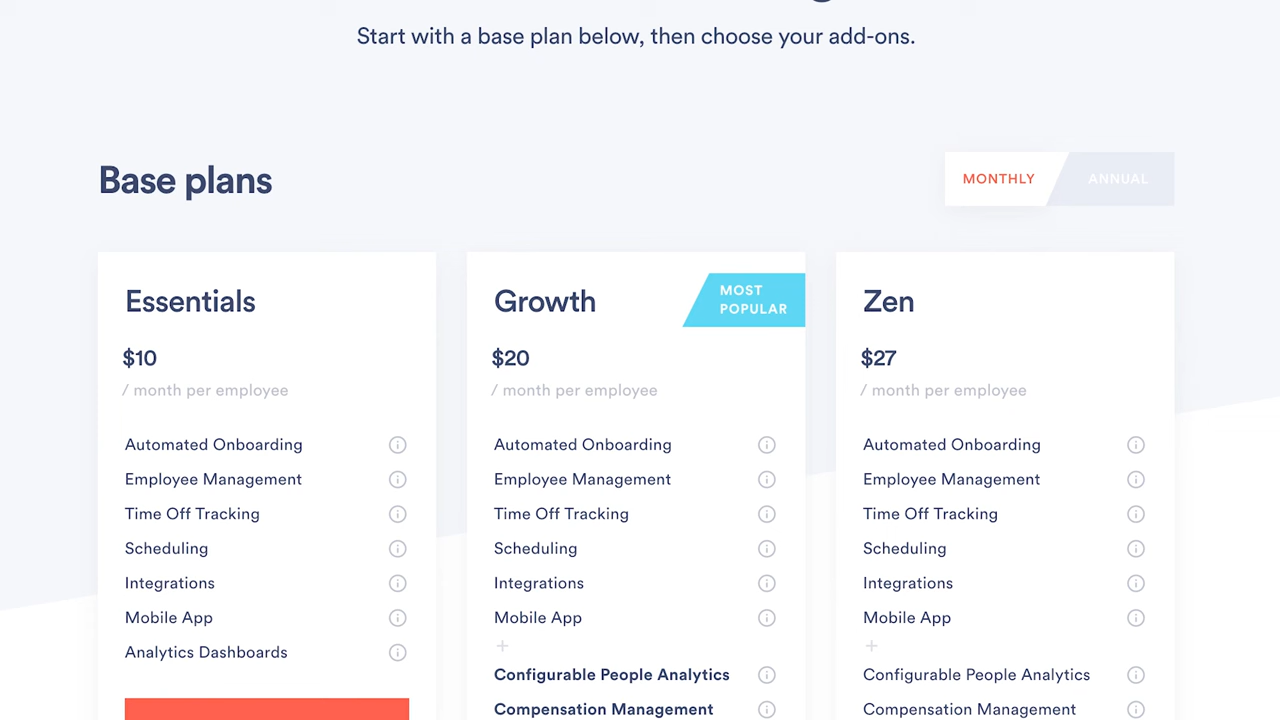 Start with a base plan below, then choose your add-ons.
Base plans
MONTHLY
ANNUAL
Essentials
$10
/ month per employee
Automated Onboarding
Employee Management
Time Off Tracking
Scheduling
Integrations
Mobile App
Analytics Dashboards
Growth
MOST
POPULAR
$20
/ month per employee
Automated Onboarding
Employee Management
Time Off Tracking
Scheduling
Integrations
Mobile App
+
Configurable People Analytics
Compensation Management
Zen
$27
/ month per employee
Automated Onboarding
Employee Management
Time Off Tracking
Scheduling
Integrations
Mobile App
+
Configurable People Analytics
Compensation Management